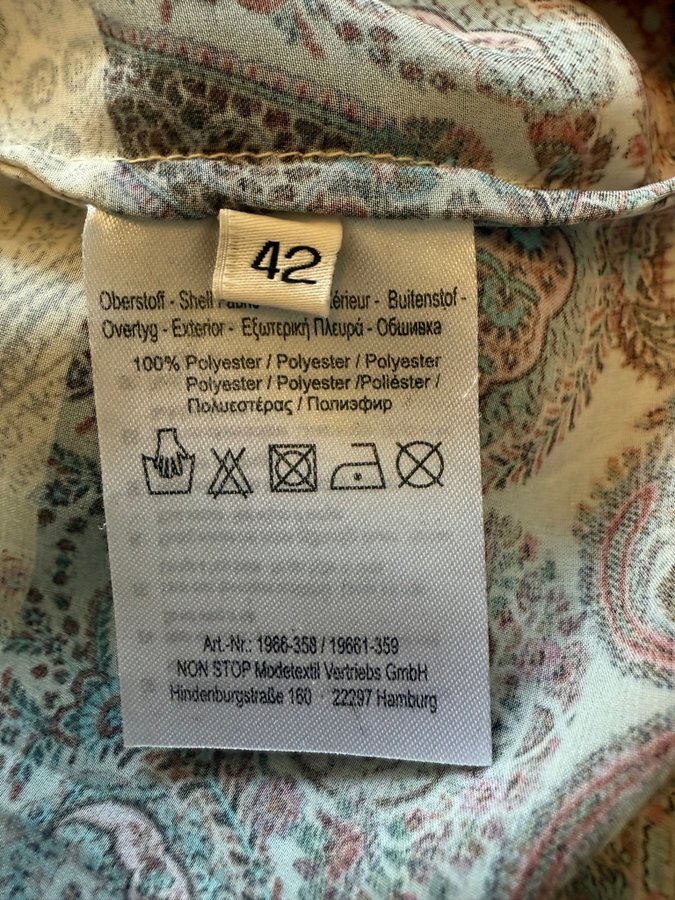 42
Oberstoff - Shell érieur - Buitenstof -
Overtyg - Exterior - Εξωτερική Πλευρά - Обшивка
100% Polyester / Polyester / Polyester
Polyester / Polyester /Poliéster /
Πολυεστέρας / Полиэфир
Art.-Nr.: 1966-358 / 19661-359
NON STOP Modetextil Vertriebs GmbH
Hindenburgstraße 160 · 22297 Hamburg